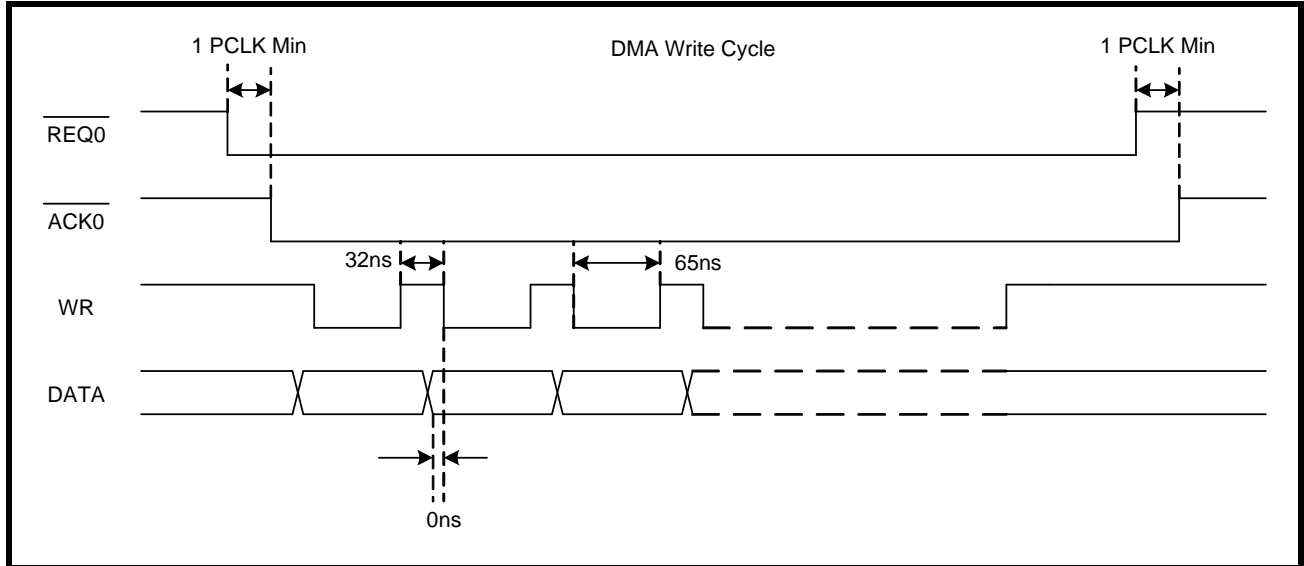 1 PCLK Min
DMA Write Cycle
1 PCLK Min
REQ0
ACK0
32ns
65ns
WR
DATA
0ns